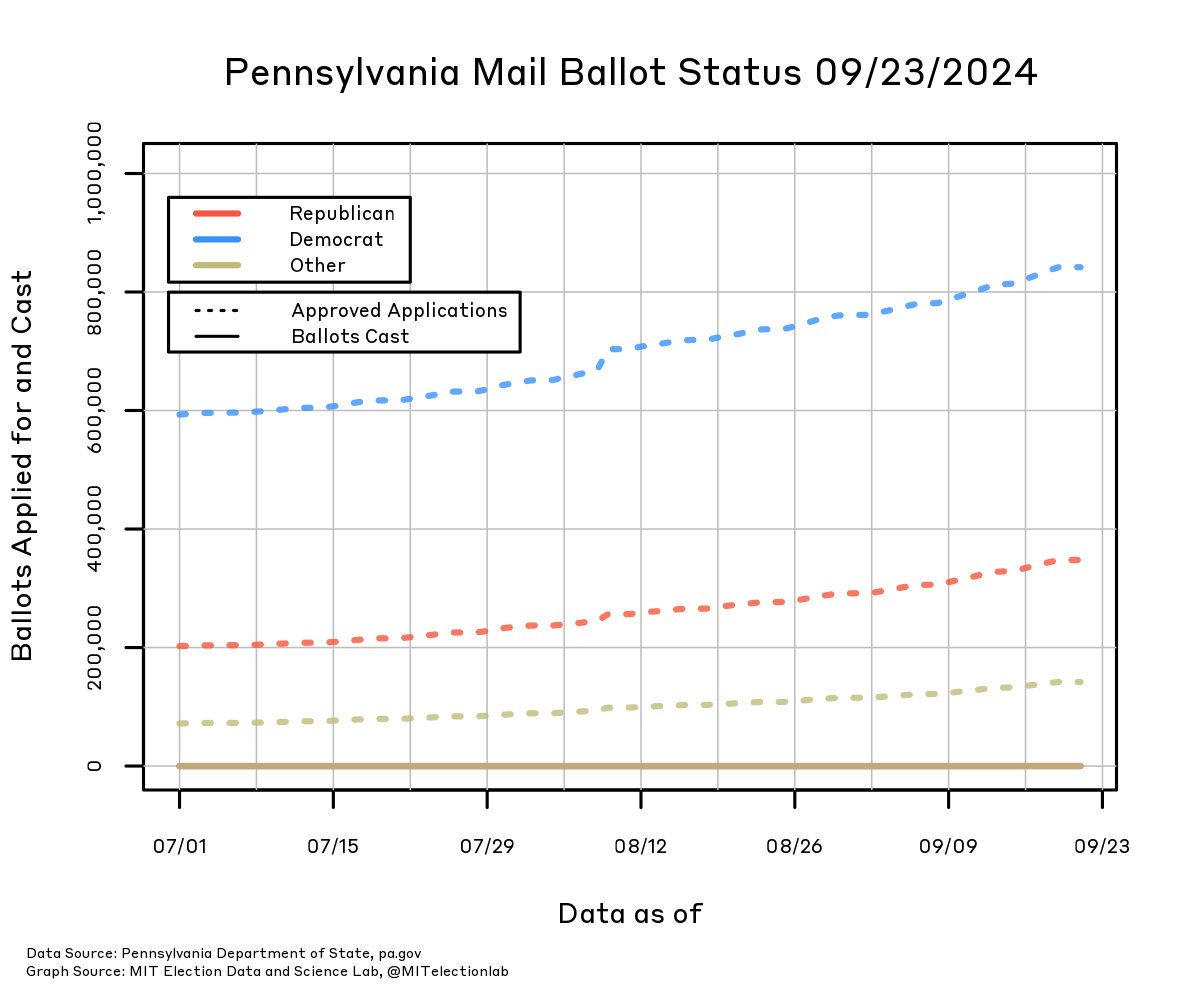 Pennsylvania Mail Ballot Status 09/23/2024
Ballots Applied for and Cast
1,000,000
800,000
600,000
400,000
200,000
0
Republican
Democrat
Other
Approved Applications
Ballots Cast
07/01 07/15 07/29 08/12 08/26 09/09 09/23
Data as of
Data Source: Pennsylvania Department of State, pa.gov
Graph Source: MIT Election Data and Science Lab, @MITelectionlab